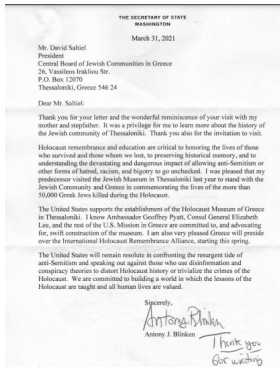 THE SECRETARY OF STATE
WASHINGTON
March 31, 2021
Mr. David Saltiel
President
Central Board of Jewish Communities in Greece
26, Vassileos Irakliou Str.
P.O. Box 12070
Thessaloniki, Greece 546 24
Dear Mr. Saltiel:
Thank you for your letter and the wonderful reminiscence of your visit with my
mother and stepfather. It was a privilege for me to learn more about the history of
the Jewish community of Thessaloniki. Thank you also for the invitation to visit.
Holocaust remembrance and education are critical to honoring the lives of those
who survived and those whom we lost, to preserving historical memory, and to
understanding the devastating and dangerous impact of allowing anti-Semitism or
other forms of hatred, racism, and bigotry to go unchecked. I was pleased that my
predecessor visited the Jewish Museum in Thessaloniki last year to stand with the
Jewish Community and Greece in commemorating the lives of the more than
50,000 Greek Jews killed during the Holocaust.
The United States supports the establishment of the Holocaust Museum of Greece
in Thessaloniki. I know Ambassador Geoffrey Pyatt, Consul General Elizabeth
Lee, and the rest of the U.S. Mission in Greece are committed to, and advocating
for, swift construction of the museum. I am also very pleased Greece will preside
over the International Holocaust Remembrance Alliance, starting this spring.
The United States will remain resolute in confronting the resurgent tide of
anti-Semitism and speaking out against those who use disinformation and
conspiracy theories to distort Holocaust history or trivialize the crimes of the
Holocaust. We are committed to building a world in which the lessons of the
Holocaust are taught and all human lives are valued.
Sincerely,
Antony Blinken
Antony J. Blinken
Thank you
for writing